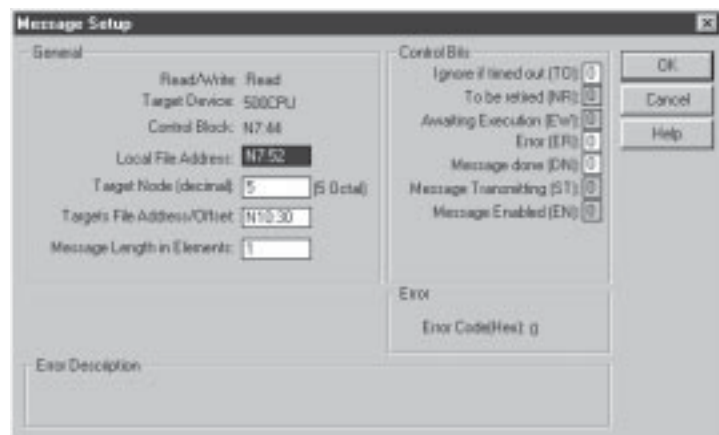 Message Setup
General
Read/Write: Read
Target Device: 500CPU
Control Block: N7:44
Local File Address: N7:52
Target Node (decimal): 5 (5 Octal)
Targets File Address/Offset: N10:30
Message Length in Elements: 1
Control Bits
Ignore if timed out (TO): 0
To be retried (NR): 0
Awaiting Execution (EW): 0
Error (ER): 0
Message done (DN): 0
Message Transmitting (ST): 0
Message Enabled (EN): 0
Error
Error Code(Hex):
Error Description
OK
Cancel
Help